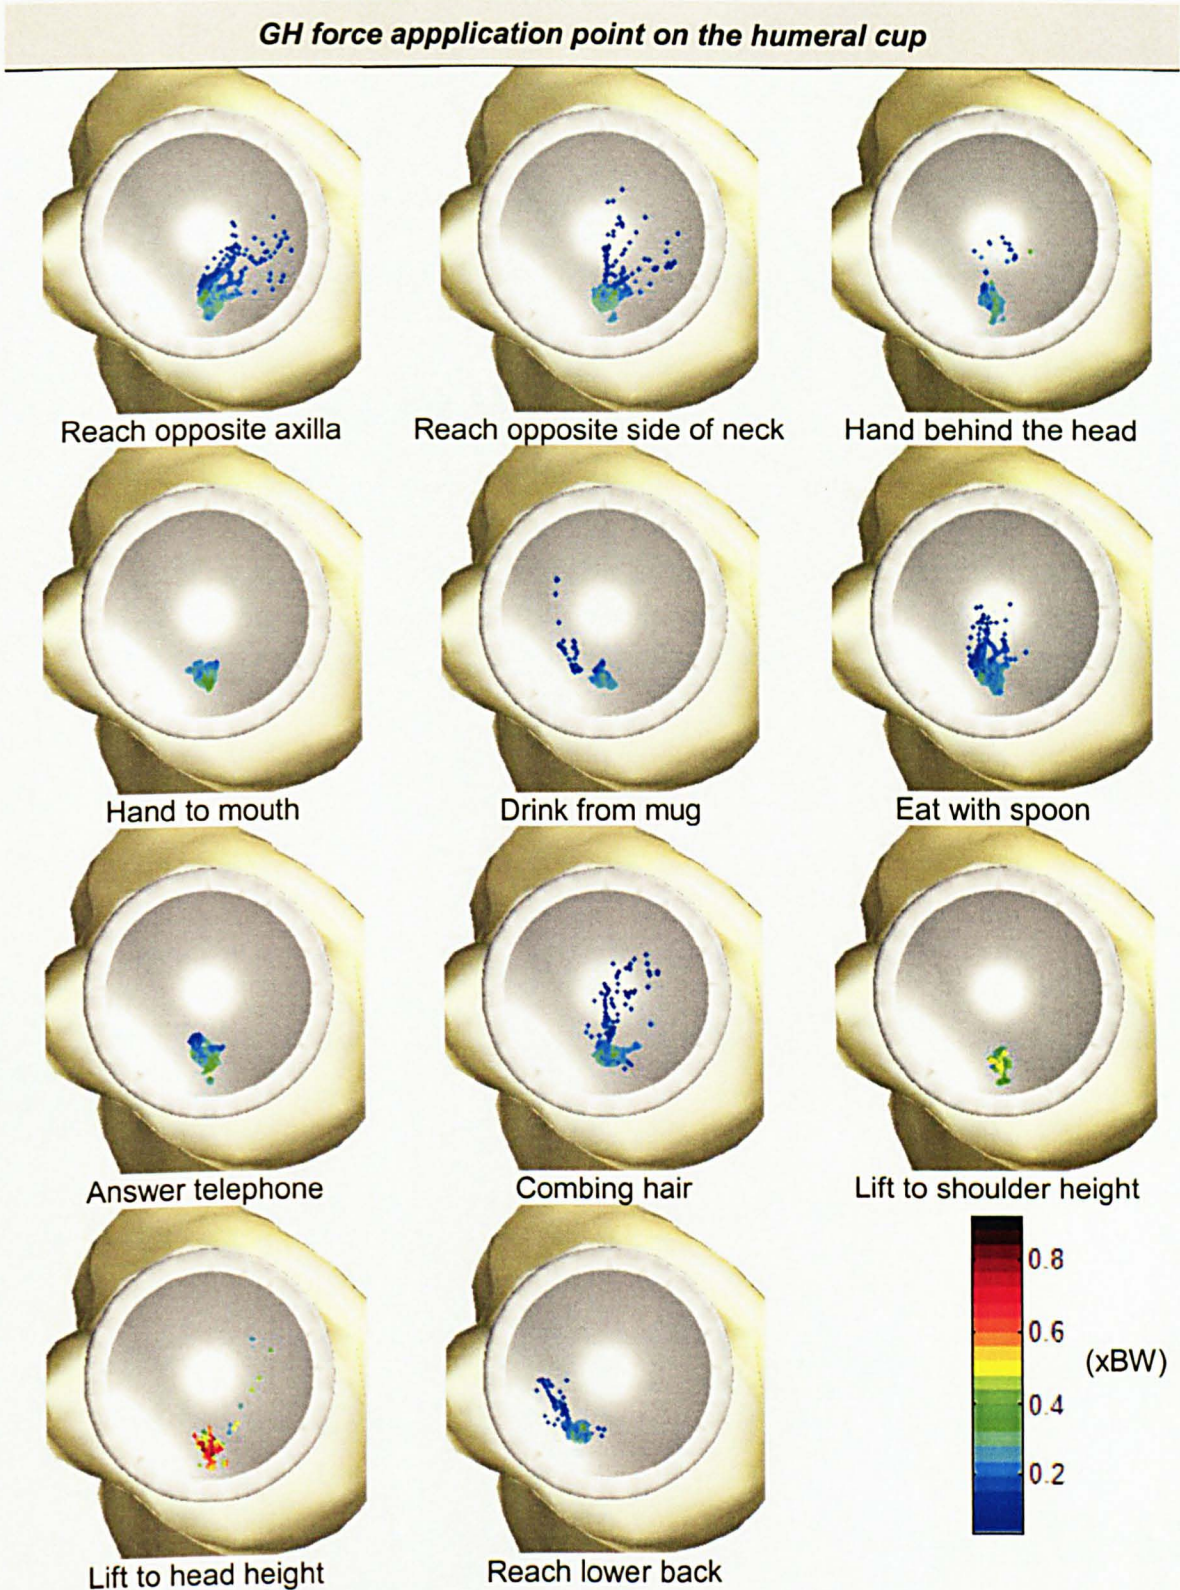 GH force appplication point on the humeral cup
Reach opposite axilla
Reach opposite side of neck
Hand behind the head
Hand to mouth
Drink from mug
Eat with spoon
Answer telephone
Combing hair
Lift to shoulder height
Lift to head height
Reach lower back
0.8
0.6
(xBW)
0.4
0.2